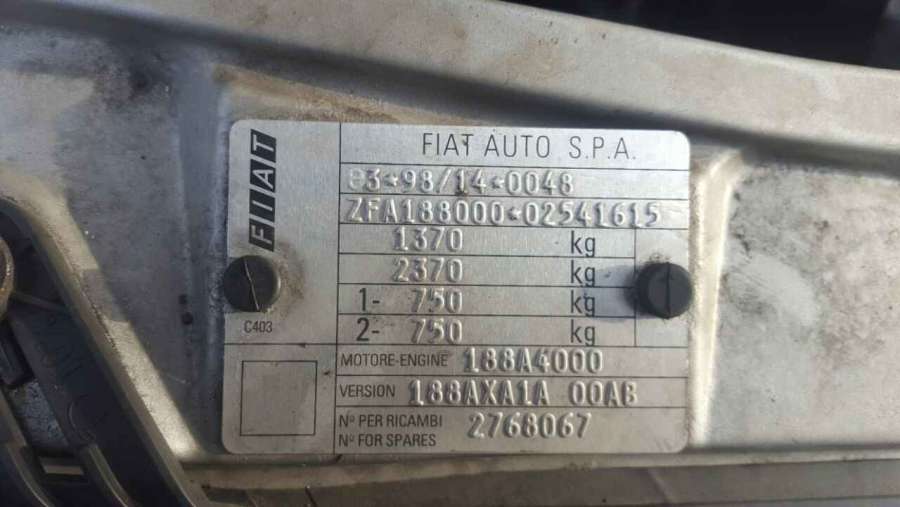 FIAT
FIAT AUTO S.P.A.
e3*98/14*0048
ZFA188000*02541615
1370 kg
2370 kg
1- 750 kg
2- 750 kg
C403
MOTORE-ENGINE 188A4000
VERSION 188AXA1A 00AB
Nº PER RICAMBI
Nº FOR SPARES 2768067